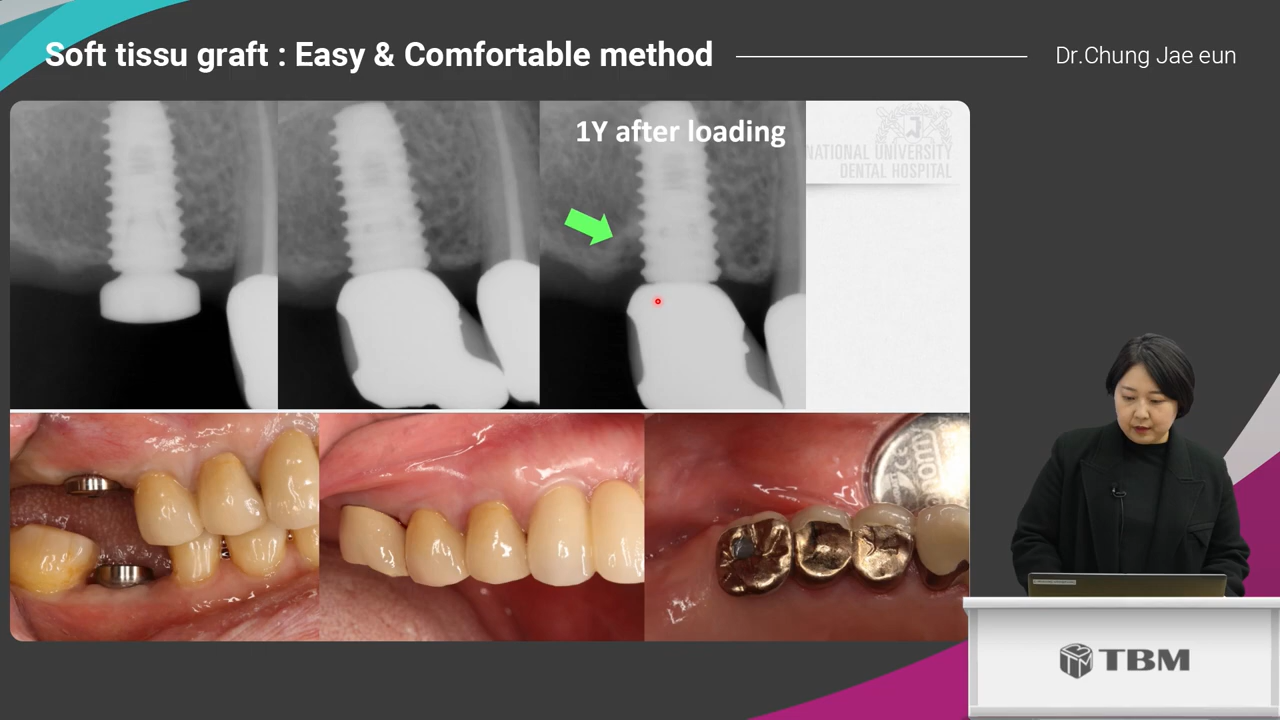 Soft tissu graft : Easy & Comfortable method
Dr.Chung Jae eun
1Y after loading
NATIONAL UNIVERSITY
DENTAL HOSPITAL
TBM